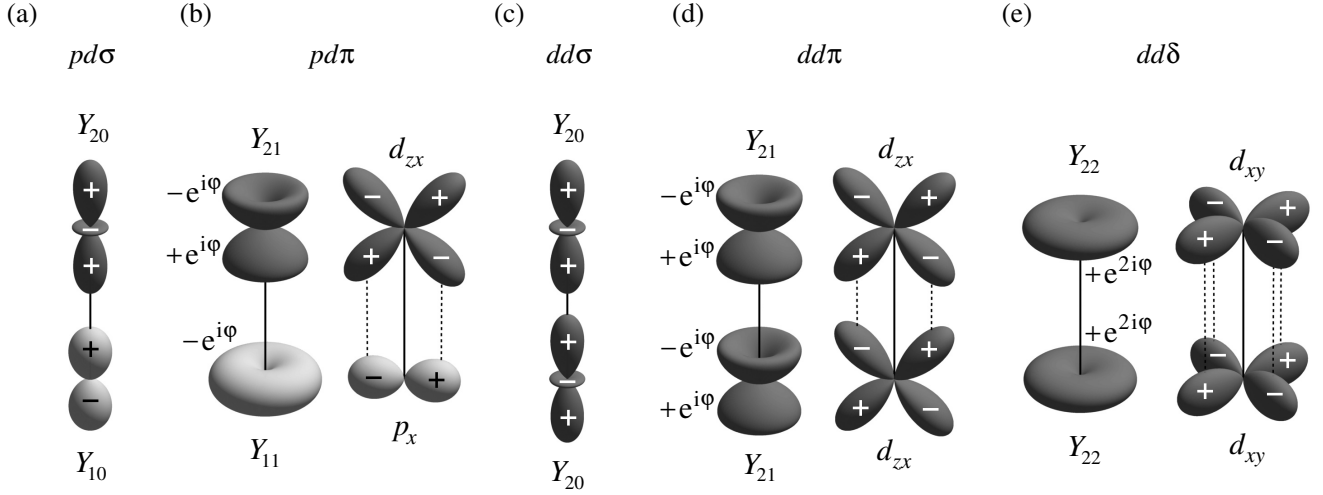 (a) (b) (c) (d) (e)
pdσ pdπ ddσ ddπ ddδ
Y₂₀ Y₂₁ d_zx Y₂₀ Y₂₁ d_zx Y₂₂ d_xy
+ − e^iφ − + + − e^iφ − + − +
− − − + −
+ + e^iφ + − + + e^iφ + − + e^2iφ
+ − e^iφ + − e^iφ − + + e^2iφ − +
− − + − + −
+ + e^iφ + −
Y₁₀ Y₁₁ p_x Y₂₀ Y₂₁ d_zx Y₂₂ d_xy